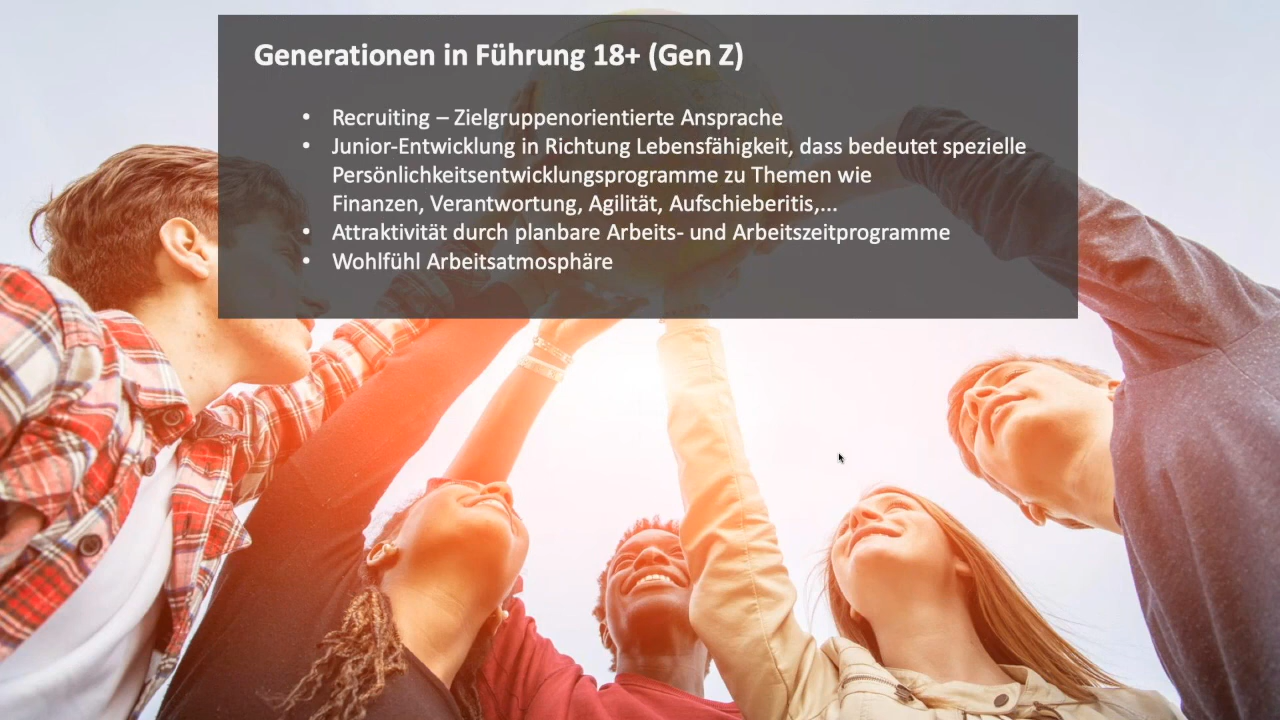 Generationen in Führung 18+ (Gen Z)
• Recruiting – Zielgruppenorientierte Ansprache
• Junior-Entwicklung in Richtung Lebensfähigkeit, dass bedeutet spezielle
Persönlichkeitsentwicklungsprogramme zu Themen wie
Finanzen, Verantwortung, Agilität, Aufschieberitis,...
• Attraktivität durch planbare Arbeits- und Arbeitszeitprogramme
• Wohlfühl Arbeitsatmosphäre